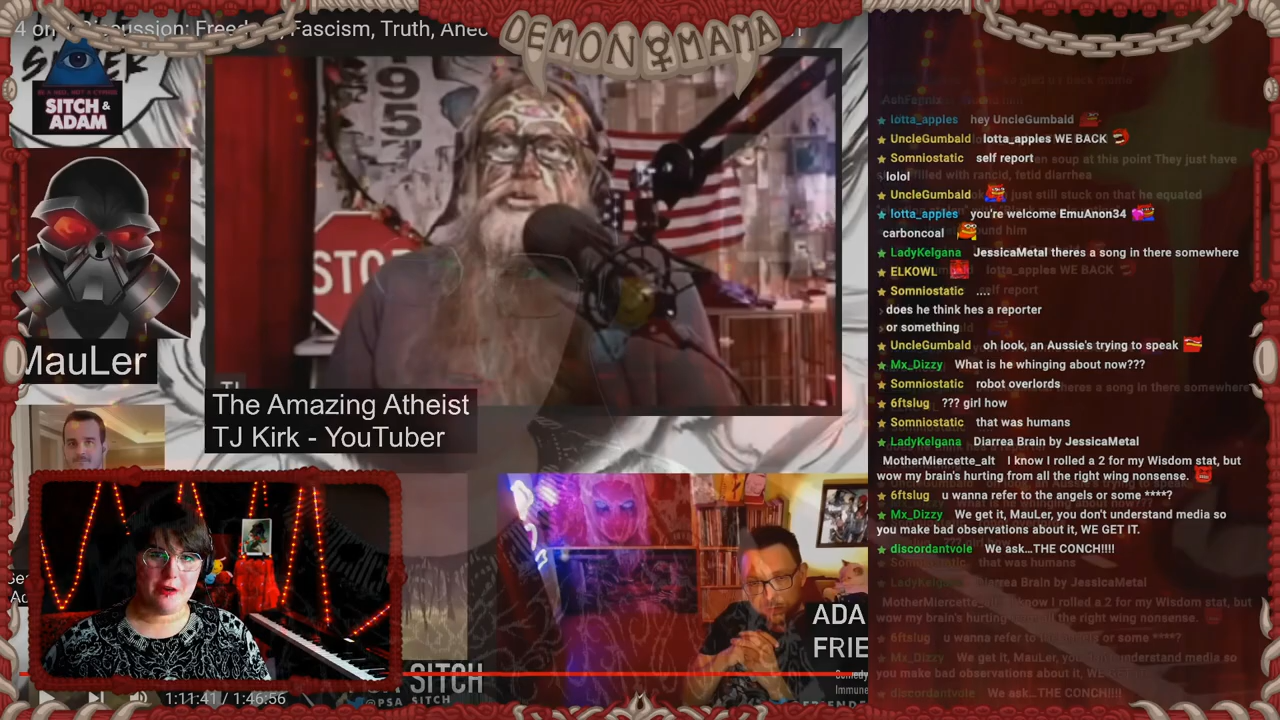 DEMON MAMA
SITCH &
ADAM
1957
STO
MauLer
The Amazing Atheist
TJ Kirk - YouTuber
ADA
FRIE
Comedy
Immune
SITCH
@PSA_SITCH
1:11:41 / 1:46:56
lotta_apples hey UncleGumbald
UncleGumbald lotta_apples WE BACK
Somniostatic self report
lolol
UncleGumbald
lotta_apples you're welcome EmuAnon34
carboncoal
LadyKelgana JessicaMetal theres a song in there somewhere
ELKOWL
Somniostatic ....
does he think hes a reporter
or something
UncleGumbald oh look, an Aussie's trying to speak
Mx_Dizzy What is he whinging about now???
Somniostatic robot overlords
6ftslug ??? girl how
Somniostatic that was humans
LadyKelgana Diarrea Brain by JessicaMetal
MotherMiercette_alt I know I rolled a 2 for my Wisdom stat, but
wow my brain's hurting from all the right wing nonsense.
6ftslug u wanna refer to the angels or some ****?
Mx_Dizzy We get it, MauLer, you don't understand media so
you make bad observations about it, WE GET IT.
discordantvole We ask...THE CONCH!!!!